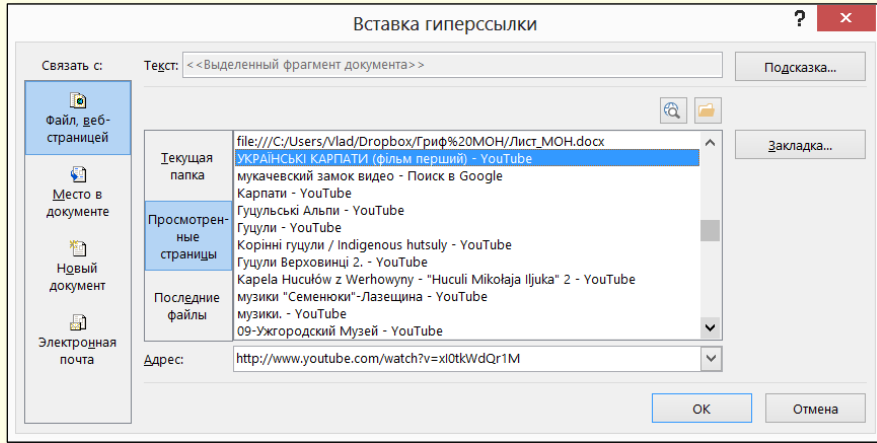 Вставка гиперссылки
?
Связать с:
Текст: <<Выделенный фрагмент документа>>
Подсказка...
Файл, веб-
страницей
Место в
документе
Новый
документ
Электронная
почта
Текущая
папка
Просмотрен-
ные
страницы
Последние
файлы
file:///C:/Users/Vlad/Dropbox/Гриф%20МОН/Лист_МОН.docx
УКРАЇНСЬКІ КАРПАТИ (фільм перший) - YouTube
мукачевский замок видео - Поиск в Google
Карпати - YouTube
Гуцульські Альпи - YouTube
Гуцули - YouTube
Корінні гуцули / Indigenous hutsuly - YouTube
Гуцули Верховинці 2. - YouTube
Kapela Hucułów z Werhowyny - "Huculi Mikołaja Iljuka" 2 - YouTube
музики "Семенюки"-Лазещина - YouTube
музики. - YouTube
09-Ужгородский Музей - YouTube
Закладка...
Адрес: http://www.youtube.com/watch?v=xI0tkWdQr1M
ОК
Отмена